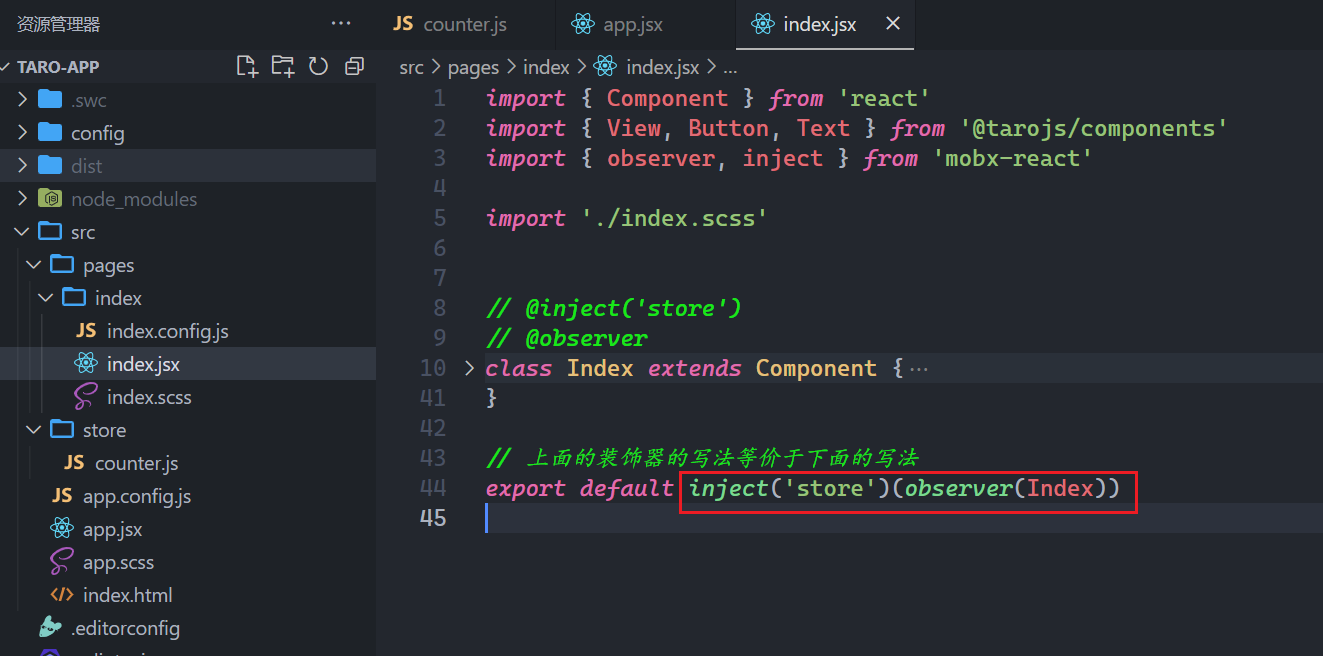 资源管理器 ···
JS counter.js app.jsx index.jsx
TARO-APP
src > pages > index > index.jsx > ...
.swc
config
dist
node_modules
src
pages
index
JS index.config.js
index.jsx
index.scss
store
JS counter.js
JS app.config.js
app.jsx
app.scss
index.html
.editorconfig
1 import { Component } from 'react'
2 import { View, Button, Text } from '@tarojs/components'
3 import { observer, inject } from 'mobx-react'
4
5 import './index.scss'
6
7
8 // @inject('store')
9 // @observer
10 class Index extends Component {···
41 }
42
43 // 上面的装饰器的写法等价于下面的写法
44 export default inject('store')(observer(Index))
45